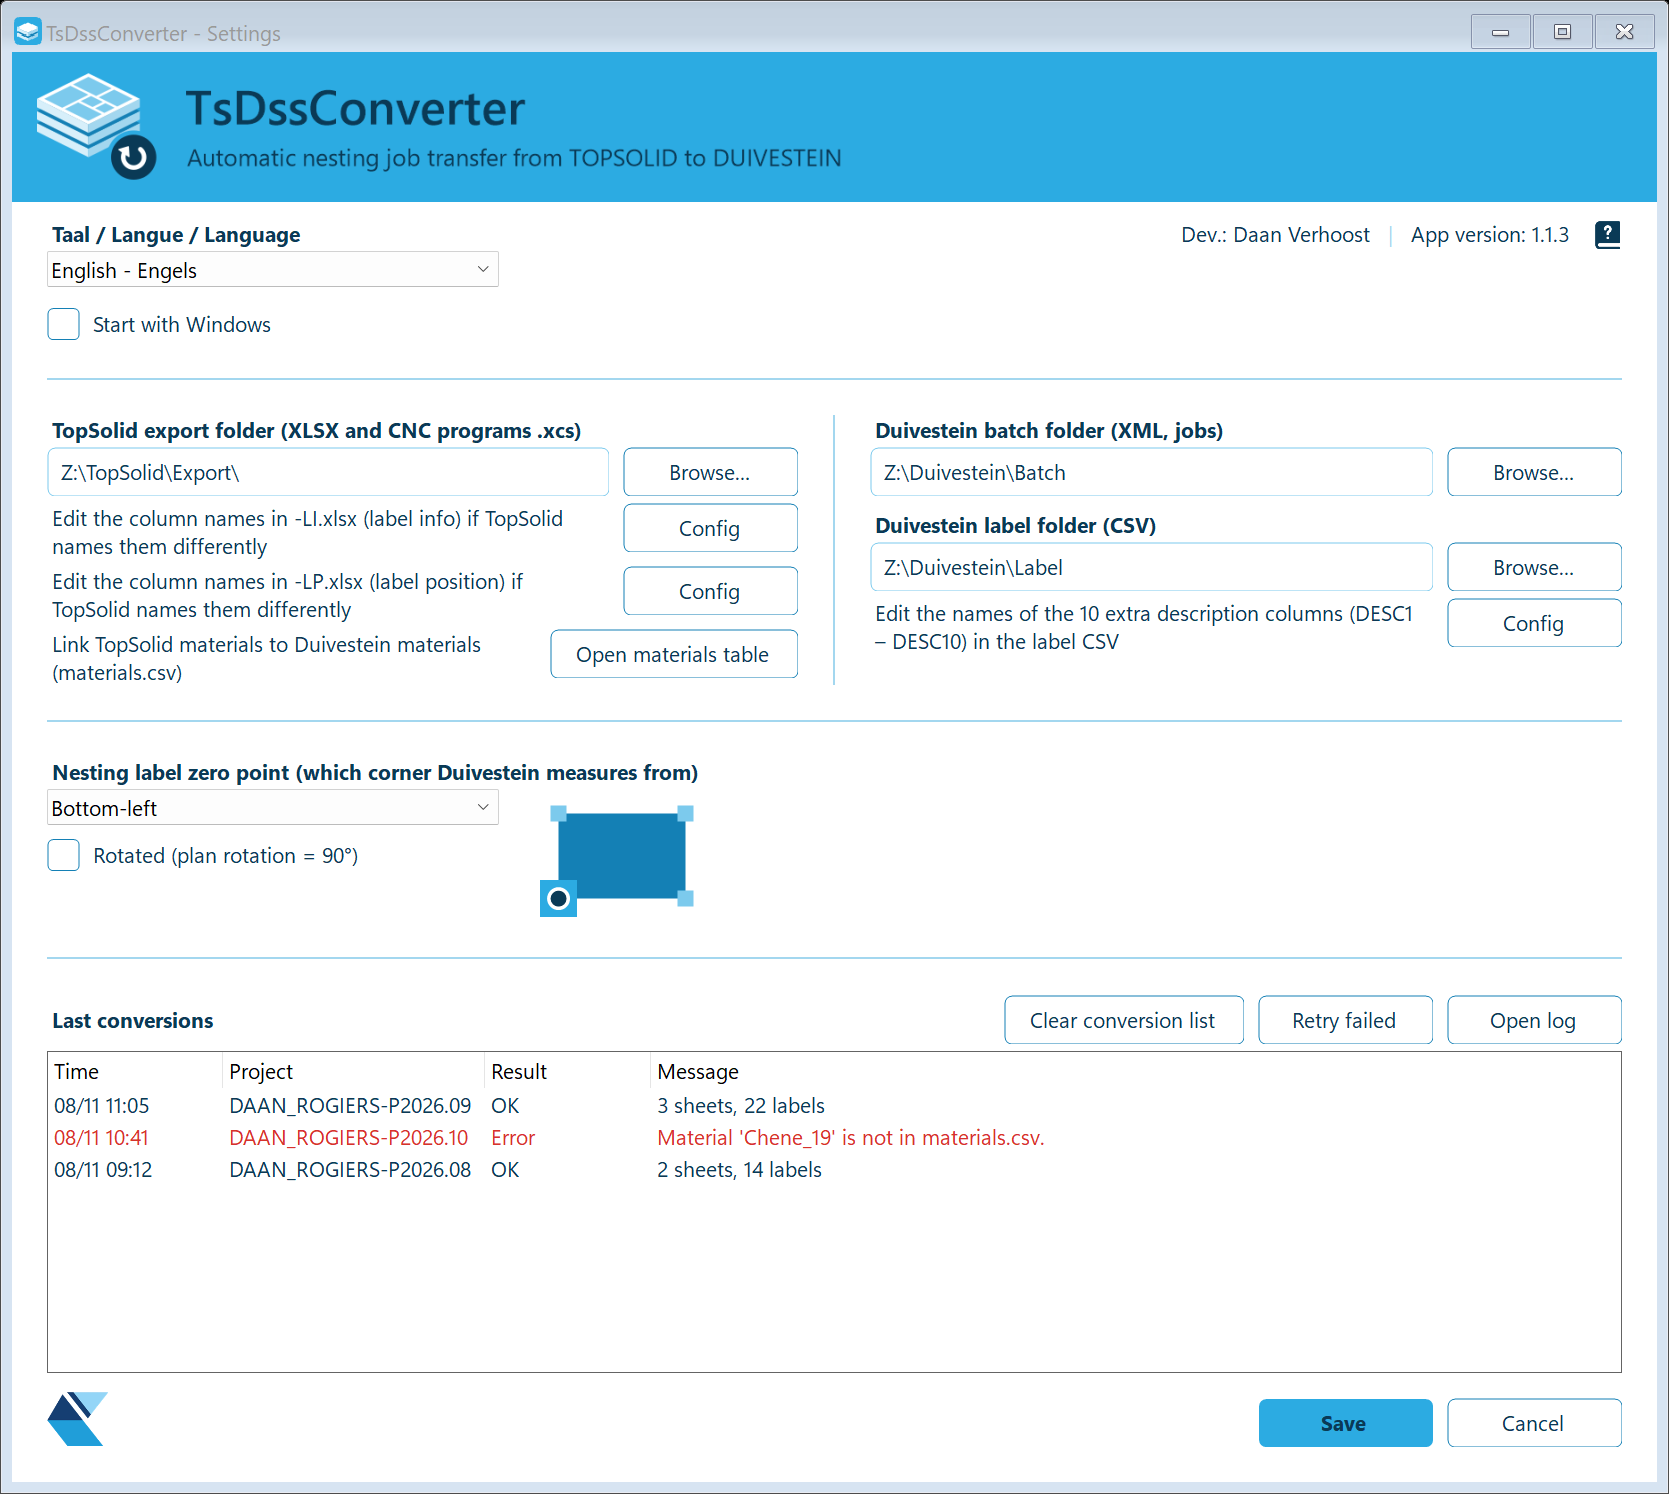 TsDssConverter - Settings
TsDssConverter
Automatic nesting job transfer from TOPSOLID to DUIVESTEIN
Taal / Langue / Language
Dev.: Daan Verhoost | App version: 1.1.3 ?
English - Engels
Start with Windows
TopSolid export folder (XLSX and CNC programs .xcs)
Z:\TopSolid\Export\
Browse...
Edit the column names in -LI.xlsx (label info) if TopSolid
names them differently
Config
Edit the column names in -LP.xlsx (label position) if
TopSolid names them differently
Config
Link TopSolid materials to Duivestein materials
(materials.csv)
Open materials table
Duivestein batch folder (XML, jobs)
Z:\Duivestein\Batch
Browse...
Duivestein label folder (CSV)
Z:\Duivestein\Label
Browse...
Edit the names of the 10 extra description columns (DESC1
– DESC10) in the label CSV
Config
Nesting label zero point (which corner Duivestein measures from)
Bottom-left
Rotated (plan rotation = 90°)
Last conversions
Clear conversion list
Retry failed
Open log
Time Project Result Message
08/11 11:05 DAAN_ROGIERS-P2026.09 OK 3 sheets, 22 labels
08/11 10:41 DAAN_ROGIERS-P2026.10 Error Material 'Chene_19' is not in materials.csv.
08/11 09:12 DAAN_ROGIERS-P2026.08 OK 2 sheets, 14 labels
Save
Cancel